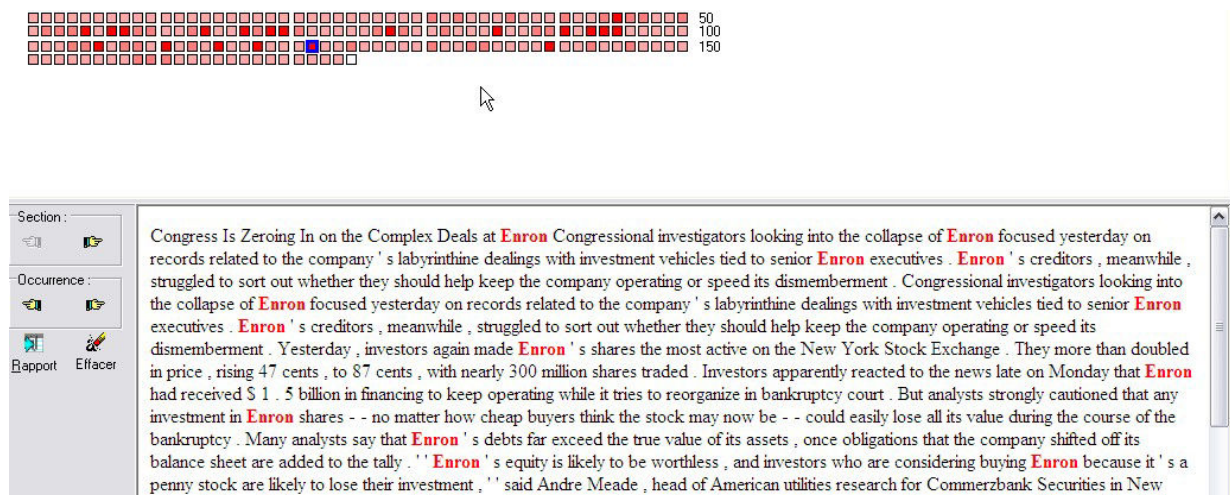 50
100
150
Section :
Occurrence :
Rapport
Effacer
Congress Is Zeroing In on the Complex Deals at Enron Congressional investigators looking into the collapse of Enron focused yesterday on
records related to the company ' s labyrinthine dealings with investment vehicles tied to senior Enron executives . Enron ' s creditors , meanwhile ,
struggled to sort out whether they should help keep the company operating or speed its dismemberment . Congressional investigators looking into
the collapse of Enron focused yesterday on records related to the company ' s labyrinthine dealings with investment vehicles tied to senior Enron
executives . Enron ' s creditors , meanwhile , struggled to sort out whether they should help keep the company operating or speed its
dismemberment . Yesterday , investors again made Enron ' s shares the most active on the New York Stock Exchange . They more than doubled
in price , rising 47 cents , to 87 cents , with nearly 300 million shares traded . Investors apparently reacted to the news late on Monday that Enron
had received $ 1 . 5 billion in financing to keep operating while it tries to reorganize in bankruptcy court . But analysts strongly cautioned that any
investment in Enron shares - - no matter how cheap buyers think the stock may now be - - could easily lose all its value during the course of the
bankruptcy . Many analysts say that Enron ' s debts far exceed the true value of its assets , once obligations that the company shifted off its
balance sheet are added to the tally . ' ' Enron ' s equity is likely to be worthless , and investors who are considering buying Enron because it ' s a
penny stock are likely to lose their investment , ' ' said Andre Meade , head of American utilities research for Commerzbank Securities in New